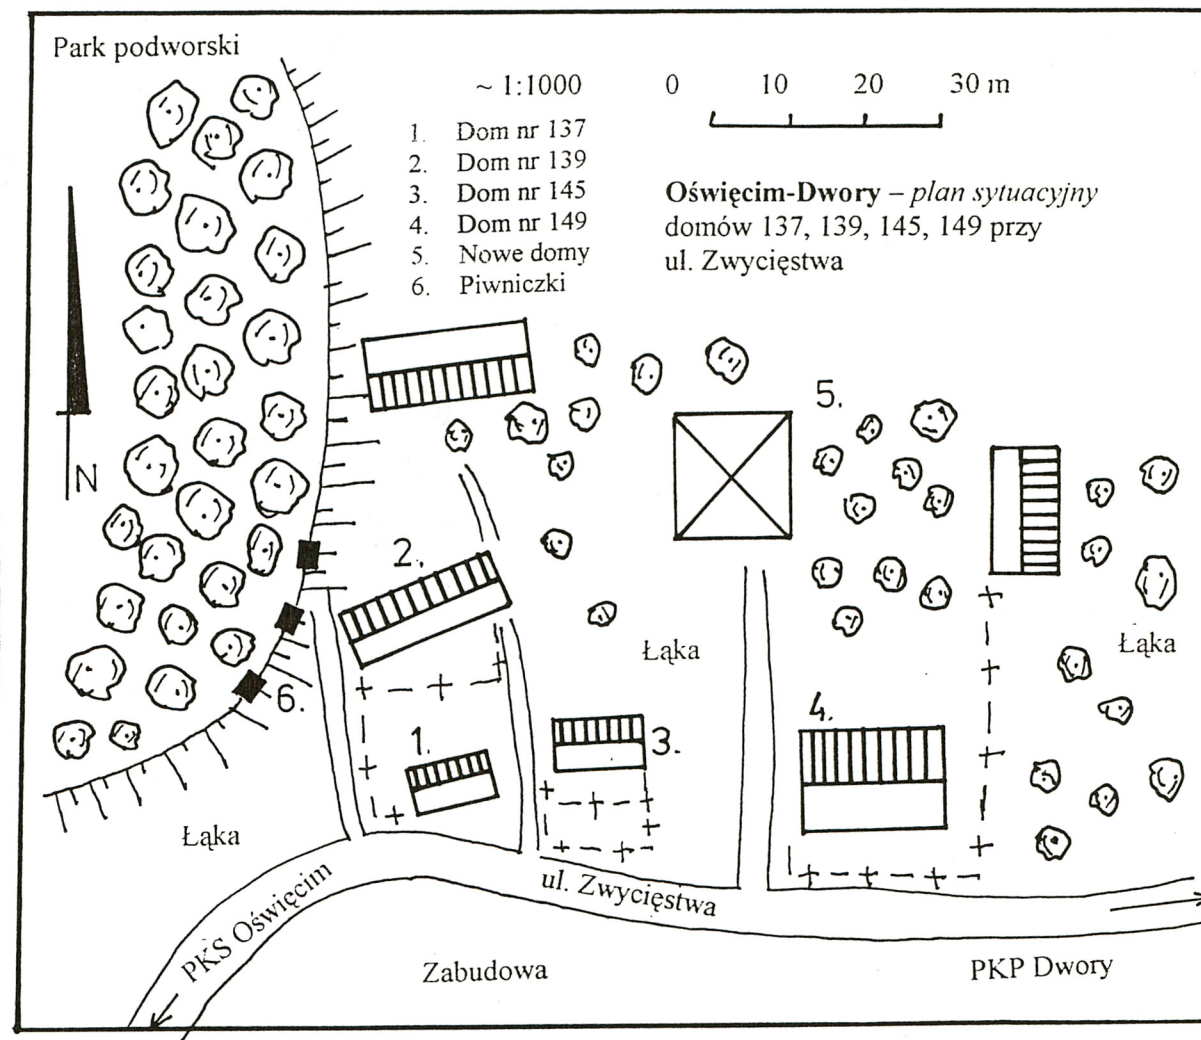 Park podworski
~ 1:1000
0 10 20 30 m
1. Dom nr 137
2. Dom nr 139
3. Dom nr 145
4. Dom nr 149
5. Nowe domy
6. Piwniczki
Oświęcim-Dwory – plan sytuacyjny
domów 137, 139, 145, 149 przy
ul. Zwycięstwa
5.
N
2.
Łąka
Łąka
6.
1.
3.
4.
Łąka
PKS Oświęcim
ul. Zwycięstwa
Zabudowa
PKP Dwory